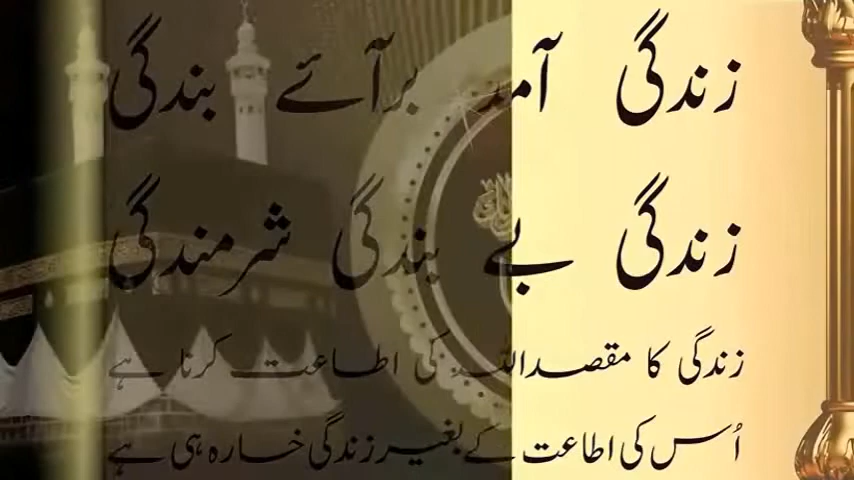 زندگی آمد برآئے بندگی
زندگی بے بندگی شرمندگی
زندگی کا مقصد اللہ کی اطاعت کرنا ہے
اُس کی اطاعت کے بغیر زندگی خسارہ ہی ہے